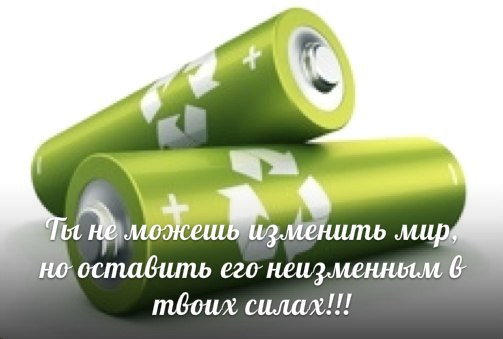 Ты не можешь изменить мир,
но оставить его неизменным в
твоих силах!!!